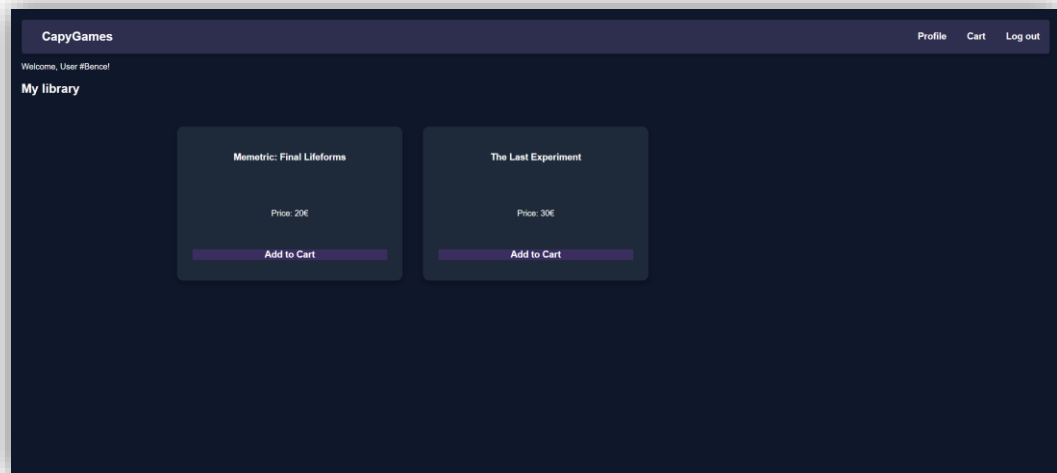 CapyGames Profile Cart Log out
Welcome, User #Bence!
My library
Memetric: Final Lifeforms
Price: 20€
Add to Cart
The Last Experiment
Price: 30€
Add to Cart